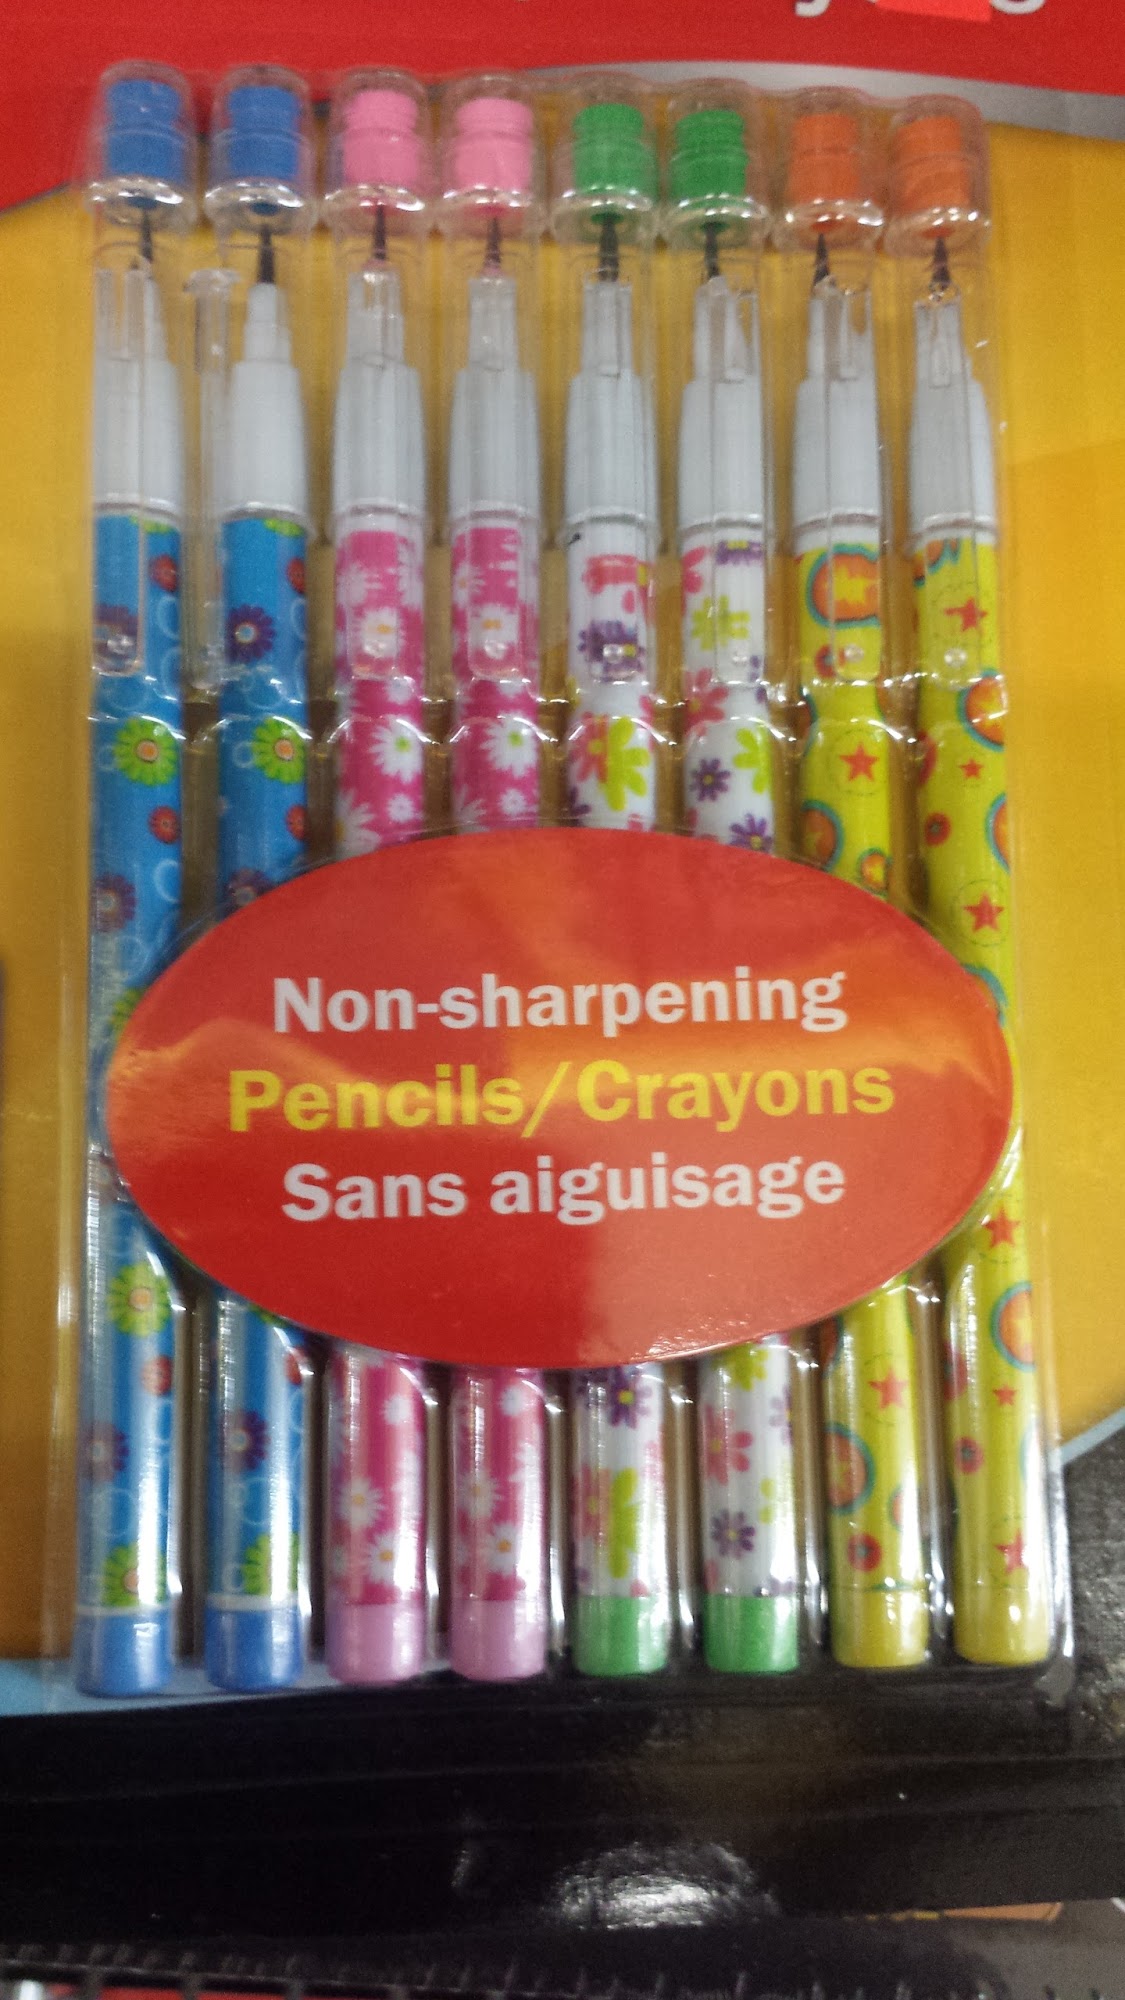 Non-sharpening
Pencils/Crayons
Sans aiguisage